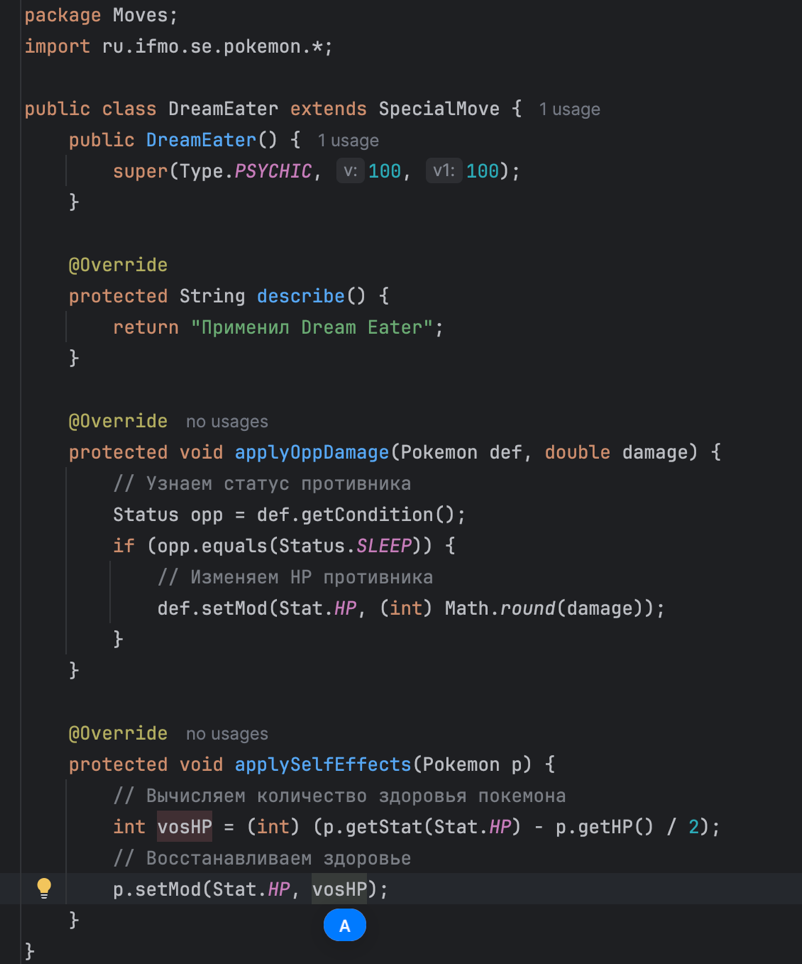 package Moves;
import ru.ifmo.se.pokemon.*;
public class DreamEater extends SpecialMove { 1 usage
public DreamEater() { 1 usage
super(Type.PSYCHIC, v: 100, v1: 100);
}
@Override
protected String describe() {
return "Применил Dream Eater";
}
@Override no usages
protected void applyOppDamage(Pokemon def, double damage) {
// Узнаем статус противника
Status opp = def.getCondition();
if (opp.equals(Status.SLEEP)) {
// Изменяем HP противника
def.setMod(Stat.HP, (int) Math.round(damage));
}
}
@Override no usages
protected void applySelfEffects(Pokemon p) {
// Вычисляем количество здоровья покемона
int vosHP = (int) (p.getStat(Stat.HP) - p.getHP() / 2);
// Восстанавливаем здоровье
p.setMod(Stat.HP, vosHP);
A
}
}